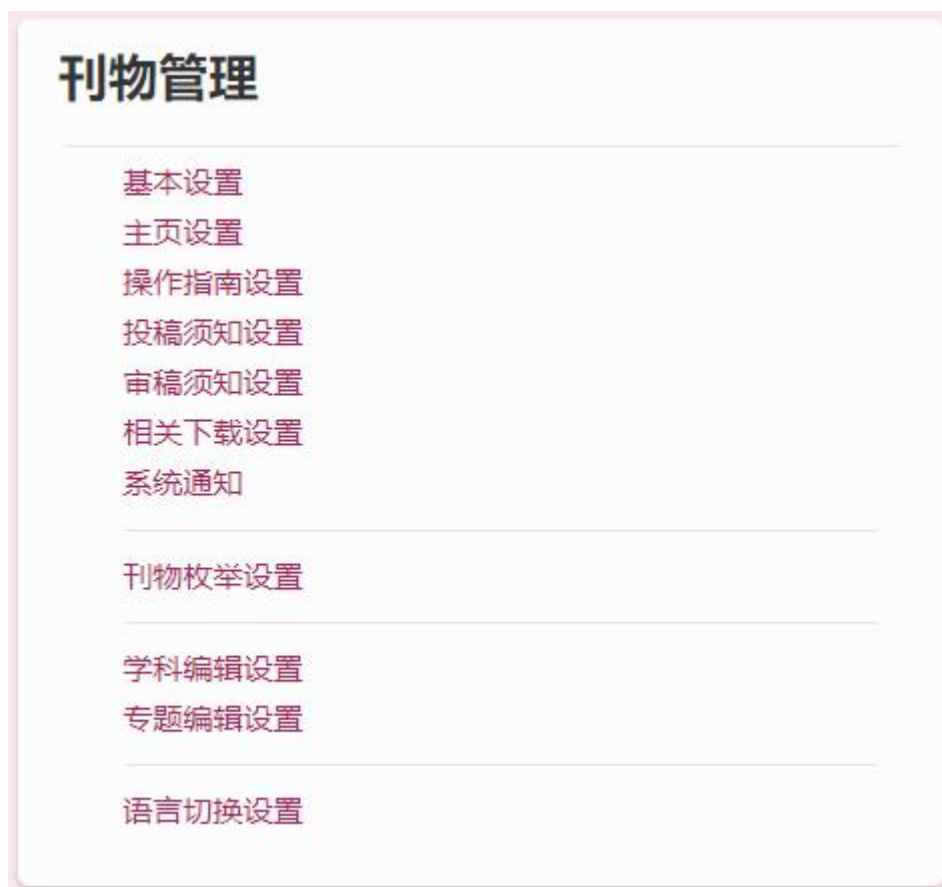 刊物管理
基本设置
主页设置
操作指南设置
投稿须知设置
审稿须知设置
相关下载设置
系统通知
刊物枚举设置
学科编辑设置
专题编辑设置
语言切换设置